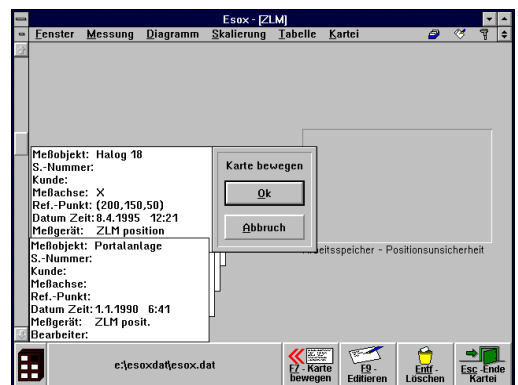 Esox - [ZLM]
Fenster Messung Diagramm Skalierung Tabelle Kartei
Meßobjekt: Halog 18
S.-Nummer:
Kunde:
Meßachse: X
Ref.-Punkt: (200,150,50)
Datum Zeit: 8.4.1995 12:21
Meßgerät: ZLM position
Karte bewegen
Ok
Abbruch
Meßobjekt: Portalanlage
S.-Nummer:
Kunde:
Meßachse:
Ref.-Punkt:
Datum Zeit: 1.1.1990 6:41
Meßgerät: ZLM posit.
Bearbeiter:
eitsspeicher - Positionsunsicherheit
e:\esoxdat\esox.dat
F7 - Karte
bewegen
F9 -
Editieren
Entf -
Löschen
Esc -Ende
Kartei